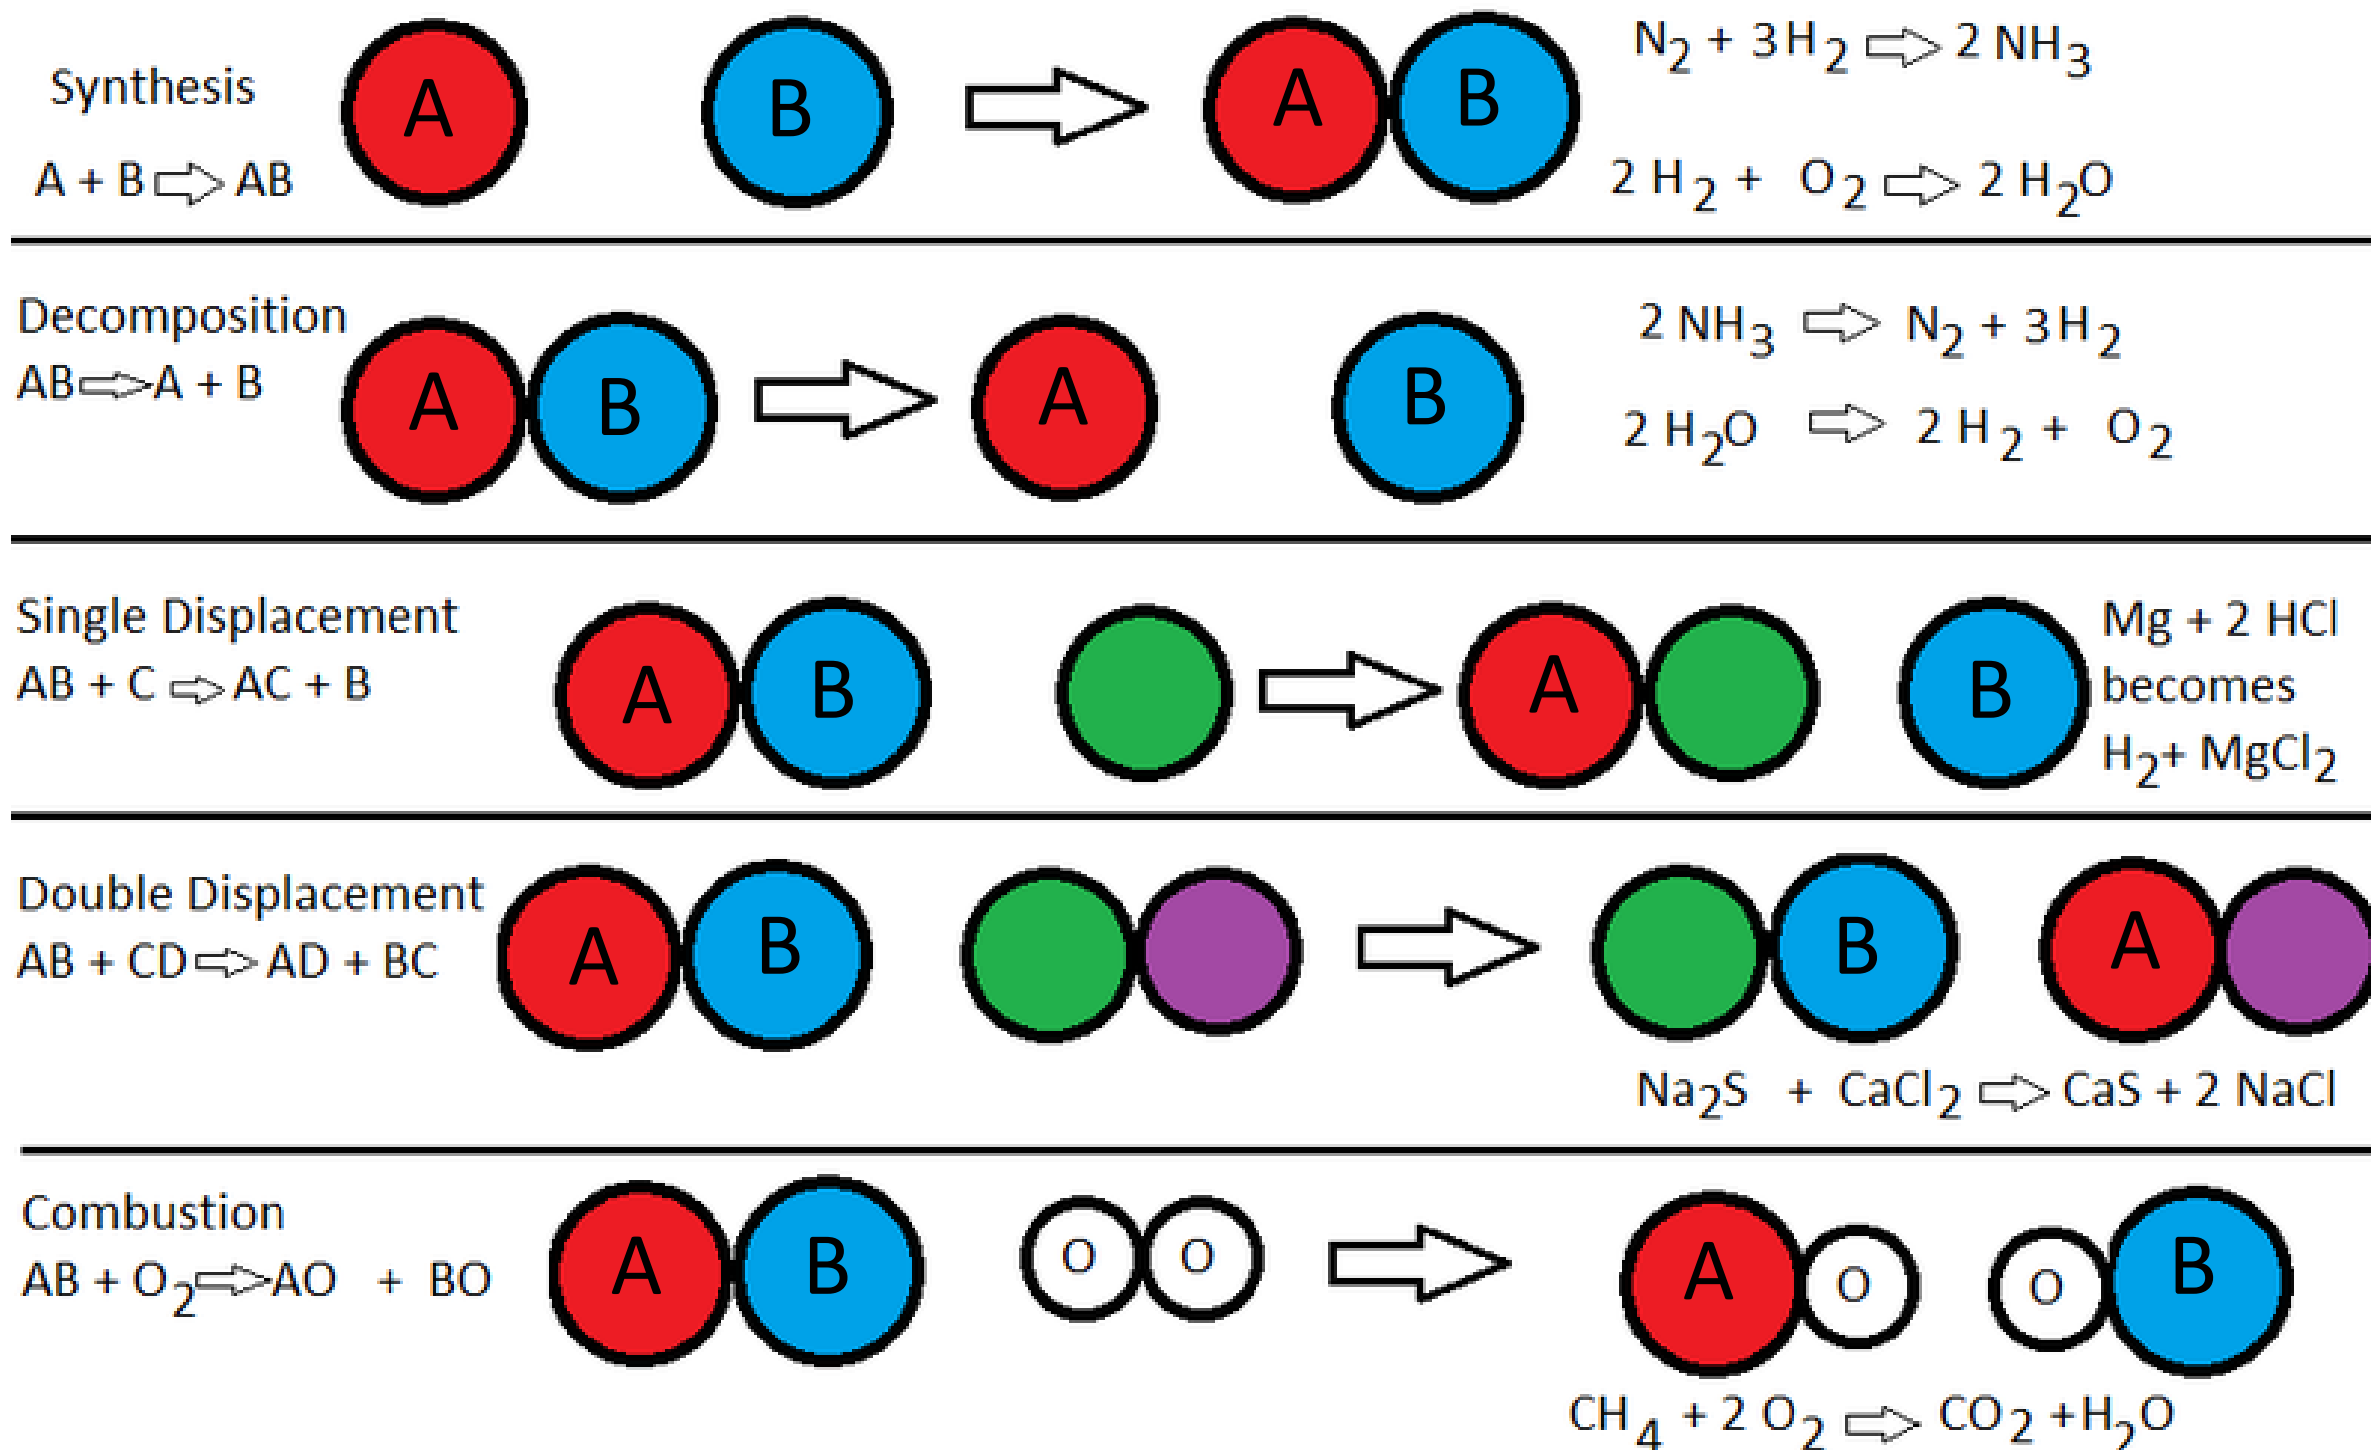 Synthesis
A + B ⇨ AB
A B ⇨ A B
N₂ + 3 H₂ ⇨ 2 NH₃
2 H₂ + O₂ ⇨ 2 H₂O
Decomposition
AB ⇨ A + B
A B ⇨ A B
2 NH₃ ⇨ N₂ + 3 H₂
2 H₂O ⇨ 2 H₂ + O₂
Single Displacement
AB + C ⇨ AC + B
A B ⇨ A B
Mg + 2 HCl
becomes
H₂+ MgCl₂
Double Displacement
AB + CD ⇨ AD + BC
A B ⇨ B A
Na₂S + CaCl₂ ⇨ CaS + 2 NaCl
Combustion
AB + O₂ ⇨ AO + BO
A B O O ⇨ A O O B
CH₄ + 2 O₂ ⇨ CO₂ +H₂O